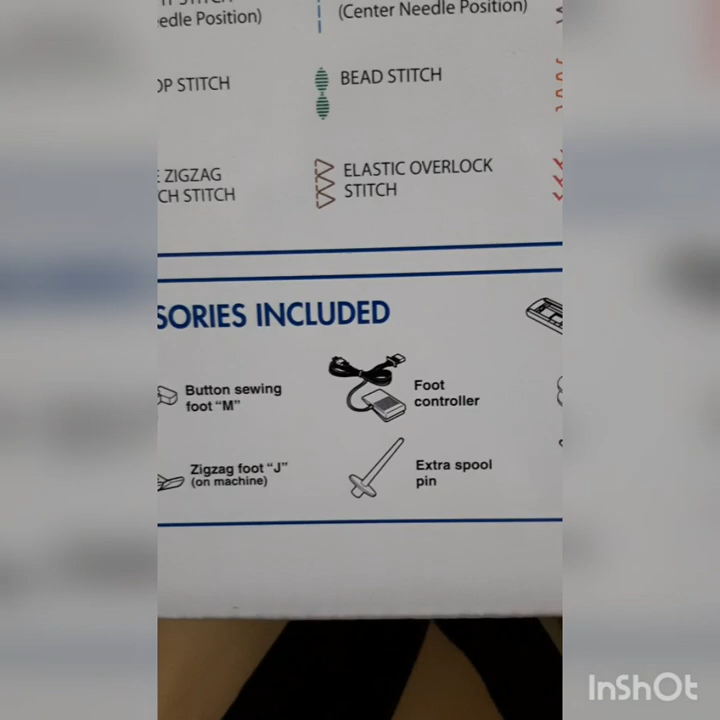 edle Position)
(Center Needle Position)
OP STITCH
BEAD STITCH
ZIGZAG
CH STITCH
ELASTIC OVERLOCK
STITCH
SORIES INCLUDED
Button sewing
foot “M”
Foot
controller
Zigzag foot “J”
(on machine)
Extra spool
pin
InShOt